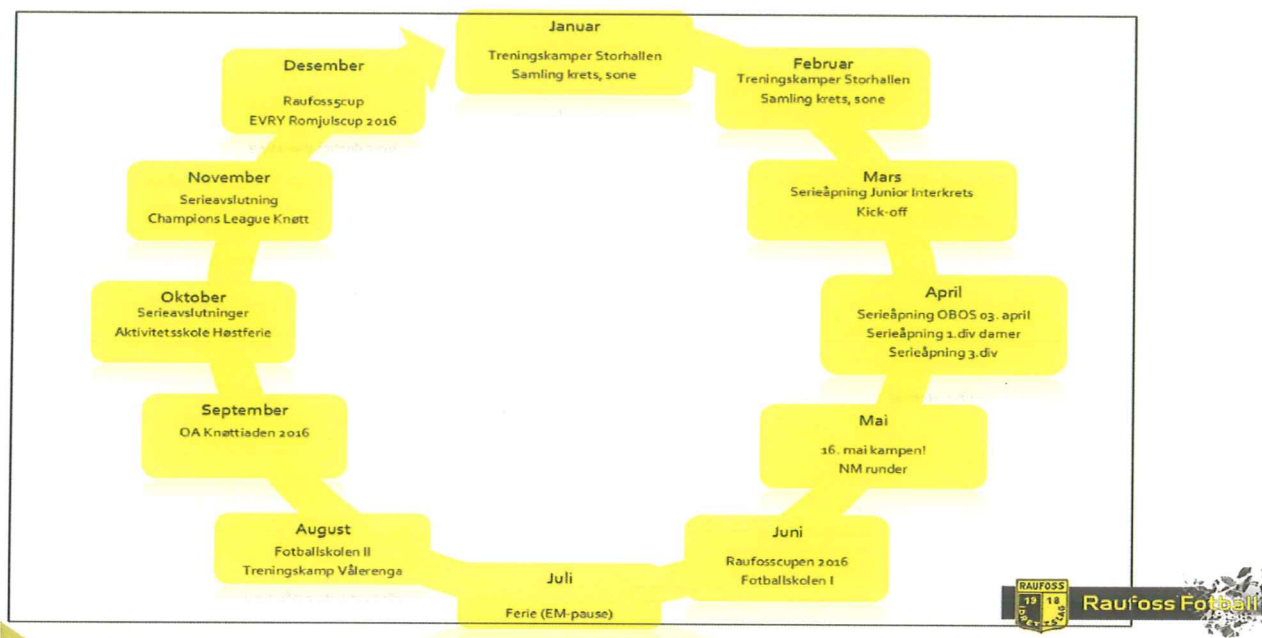 Januar
Treningskamper Storhallen
Samling krets, sone
Februar
Treningskamper Storhallen
Samling krets, sone
Mars
Serieåpning Junior Interkrets
Kick-off
April
Serieåpning OBOS 03. april
Serieåpning 1.div damer
Serieåpning 3.div
Mai
16. mai kampen!
NM runder
Juni
Raufosscupen 2016
Fotballskolen I
Juli
Ferie (EM-pause)
August
Fotballskolen II
Treningskamp Vålerenga
September
OA Knøttiaden 2016
Oktober
Serieavslutninger
Aktivitetsskole Høstferie
November
Serieavslutning
Champions League Knøtt
Desember
Raufoss5cup
EVRY Romjulscup 2016
RAUFOSS
19 18
Raufoss Fotball